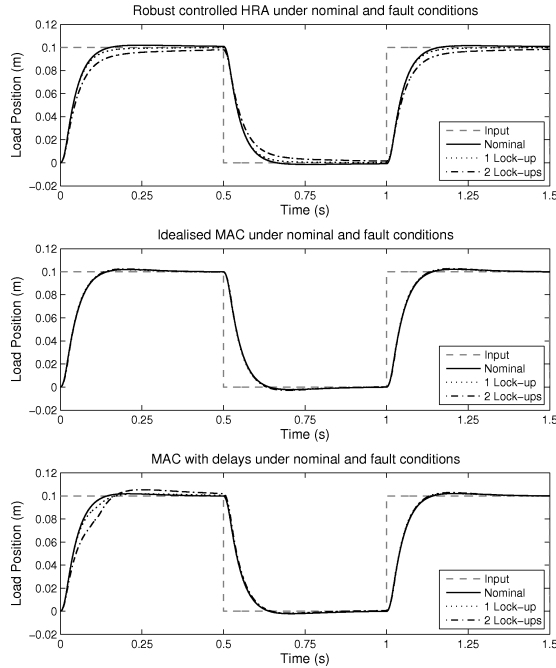 Robust controlled HRA under nominal and fault conditions
0.12
0.1
0.08
0.06
0.04
0.02
0
−0.02
Load Position (m)
Input
Nominal
1 Lock−up
2 Lock−ups
0 0.25 0.5 0.75 1 1.25 1.5
Time (s)
Idealised MAC under nominal and fault conditions
0.12
0.1
0.08
0.06
0.04
0.02
0
−0.02
Load Position (m)
Input
Nominal
1 Lock−up
2 Lock−ups
0 0.25 0.5 0.75 1 1.25 1.5
Time (s)
MAC with delays under nominal and fault conditions
0.12
0.1
0.08
0.06
0.04
0.02
0
−0.02
Load Position (m)
Input
Nominal
1 Lock−up
2 Lock−ups
0 0.25 0.5 0.75 1 1.25 1.5
Time (s)